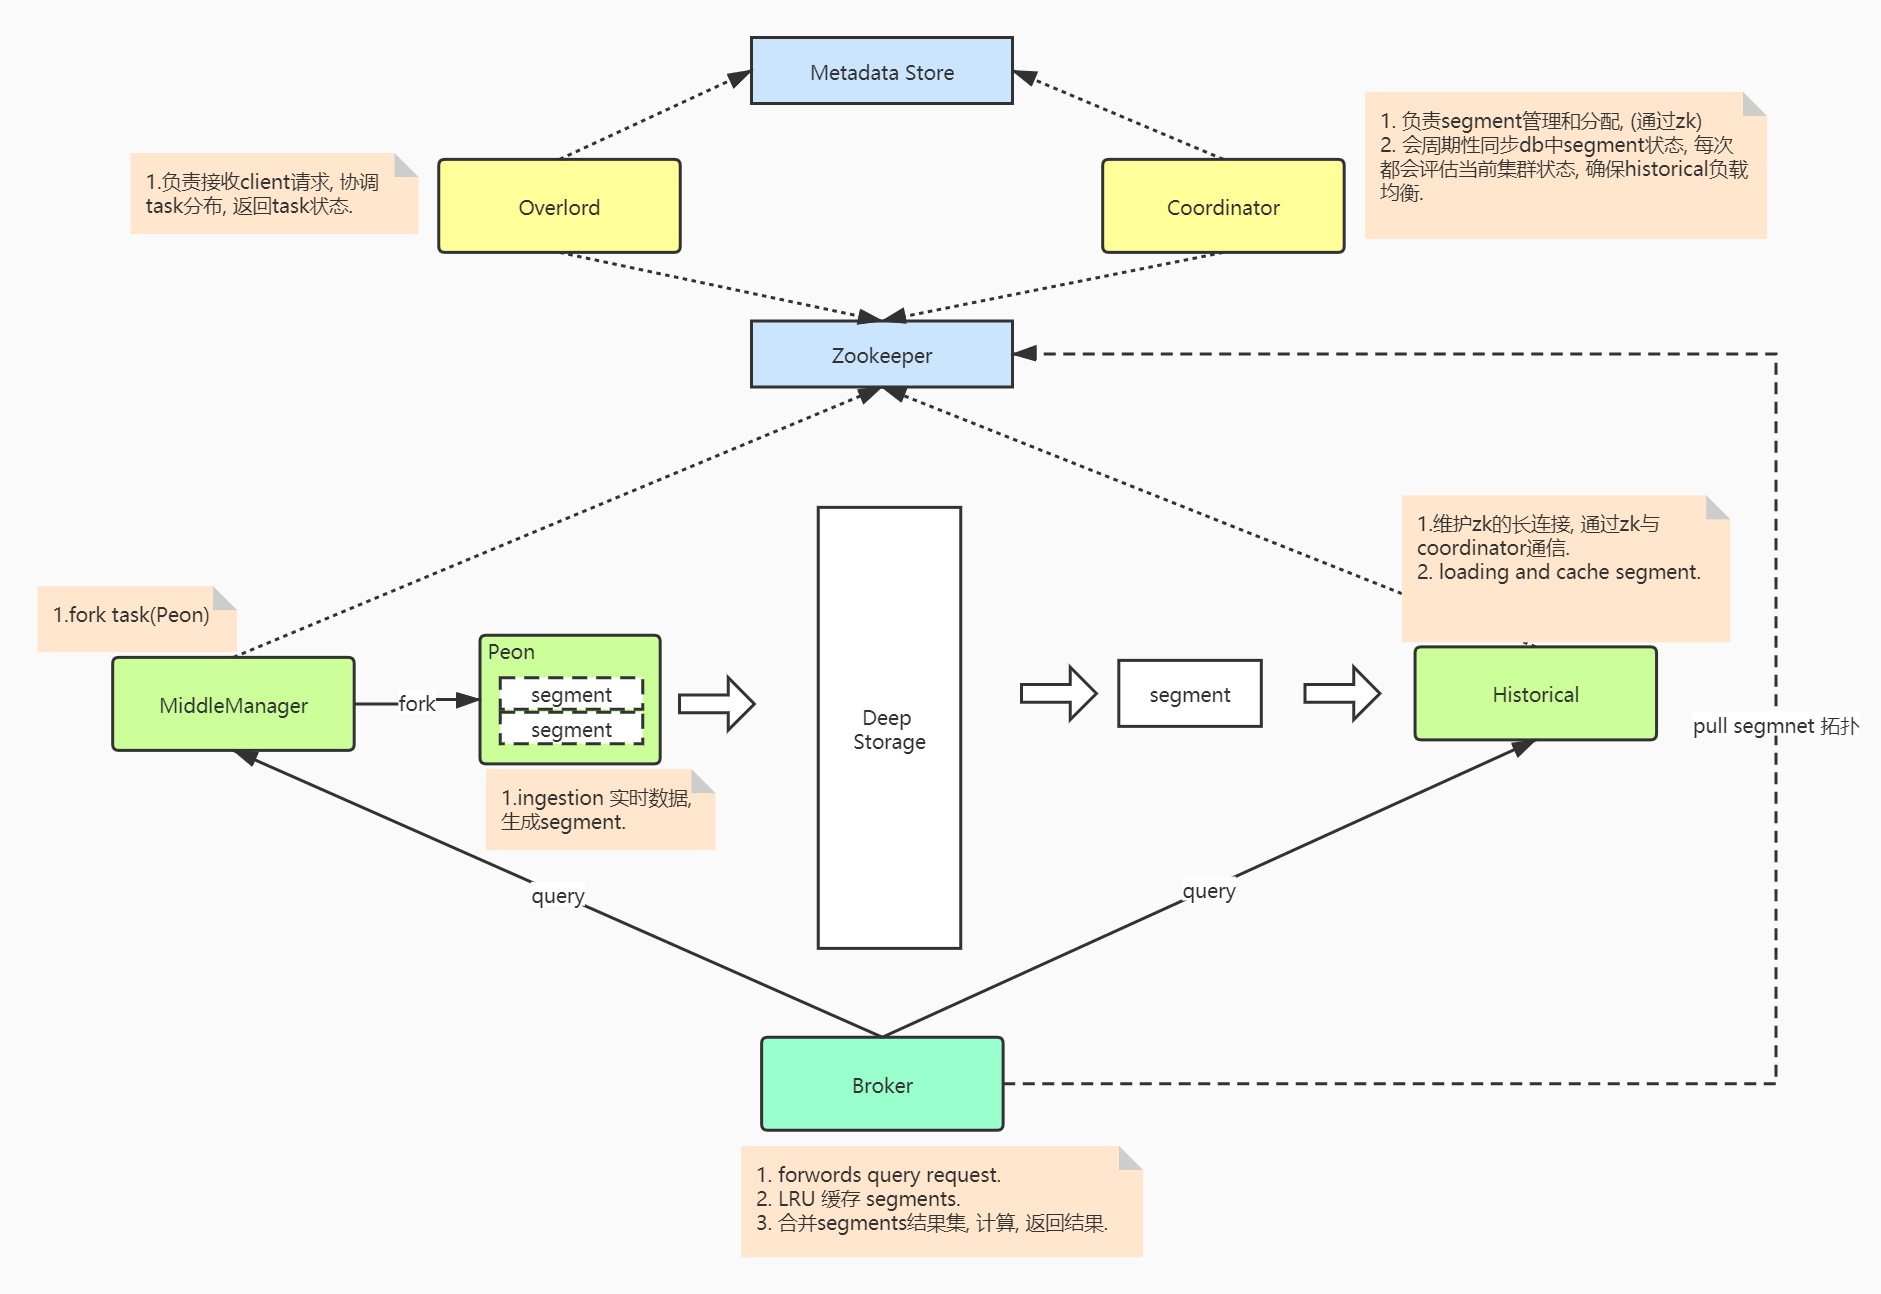 Metadata Store
1.负责接收client请求, 协调
task分布, 返回task状态.
Overlord
Coordinator
1. 负责segment管理和分配, (通过zk)
2. 会周期性同步db中segment状态, 每次
都会评估当前集群状态, 确保historical负载
均衡.
Zookeeper
1.维护zk的长连接, 通过zk与
coordinator通信.
2. loading and cache segment.
1.fork task(Peon)
MiddleManager
fork
Peon
segment
segment
1.ingestion 实时数据,
生成segment.
Deep
Storage
segment
Historical
pull segmnet 拓扑
query
query
Broker
1. forwords query request.
2. LRU 缓存 segments.
3. 合并segments结果集, 计算, 返回结果.